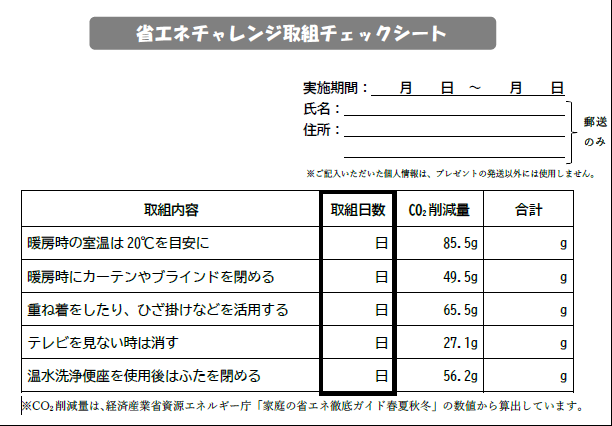 省エネチャレンジ取組チェックシート
実施期間： 月 日 ～ 月 日
氏名：
住所：
郵送
のみ
※ご記入いただいた個人情報は、プレゼントの発送以外には使用しません。
取組内容 取組日数 CO₂削減量 合計
暖房時の室温は20℃を目安に 日 85.5g g
暖房時にカーテンやブラインドを閉める 日 49.5g g
重ね着をしたり、ひざ掛けなどを活用する 日 65.5g g
テレビを見ない時は消す 日 27.1g g
温水洗浄便座を使用後はふたを閉める 日 56.2g g
※CO₂削減量は、経済産業省資源エネルギー庁「家庭の省エネ徹底ガイド春夏秋冬」の数値から算出しています。